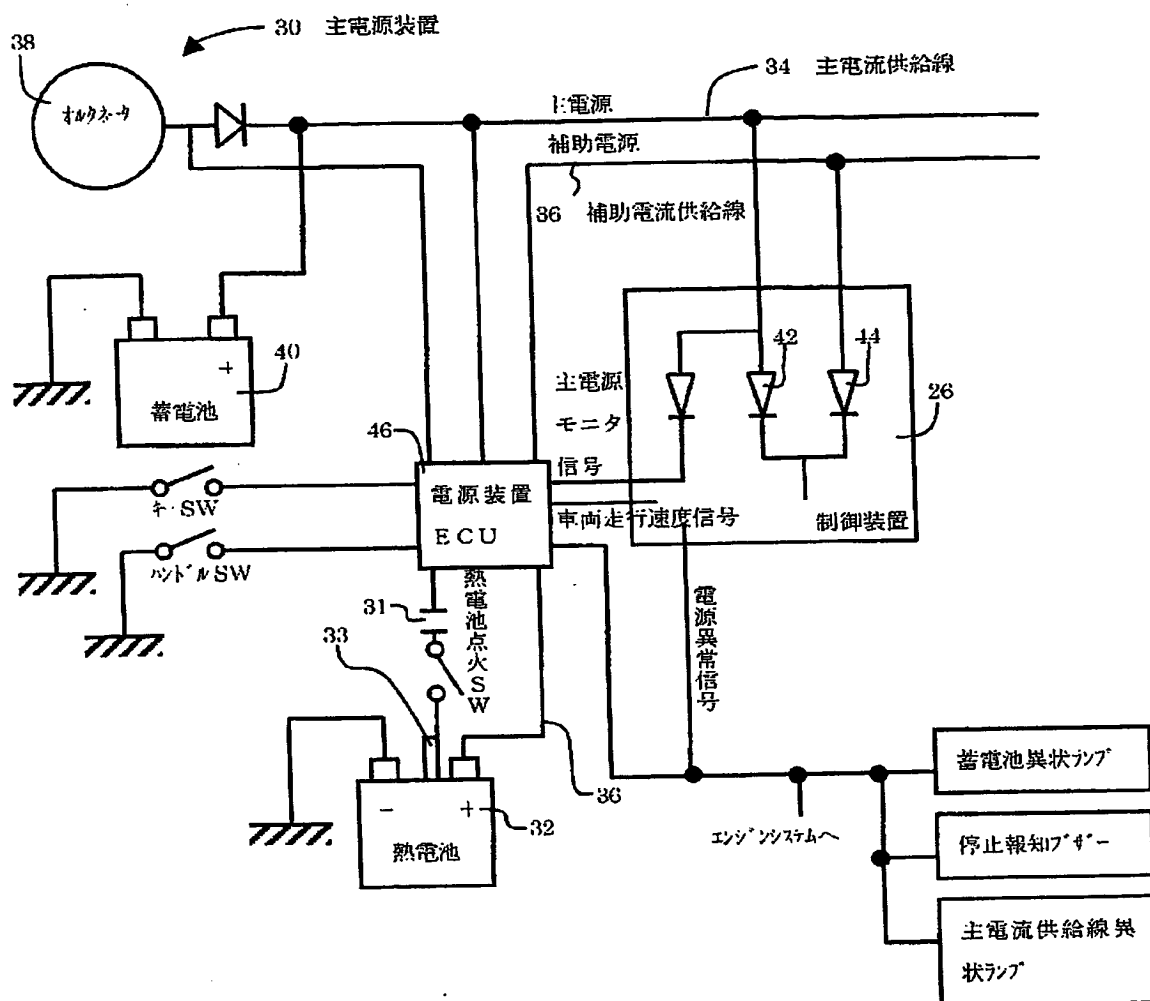 30 主電源装置
38
オルタネータ
34 主電流供給線
主電源
補助電源
36 補助電流供給線
+
40
蓄電池
42
44
26
主電源
モニタ
信号
46
電源装置
ECU
車両走行速度信号
制御装置
キーSW
ハンドルSW
31
33
熱電池点火SW
電源異常信号
- +
熱電池
32
36
エンジンシステムへ
蓄電池異状ランプ
停止報知ブザー
主電流供給線異
状ランプ